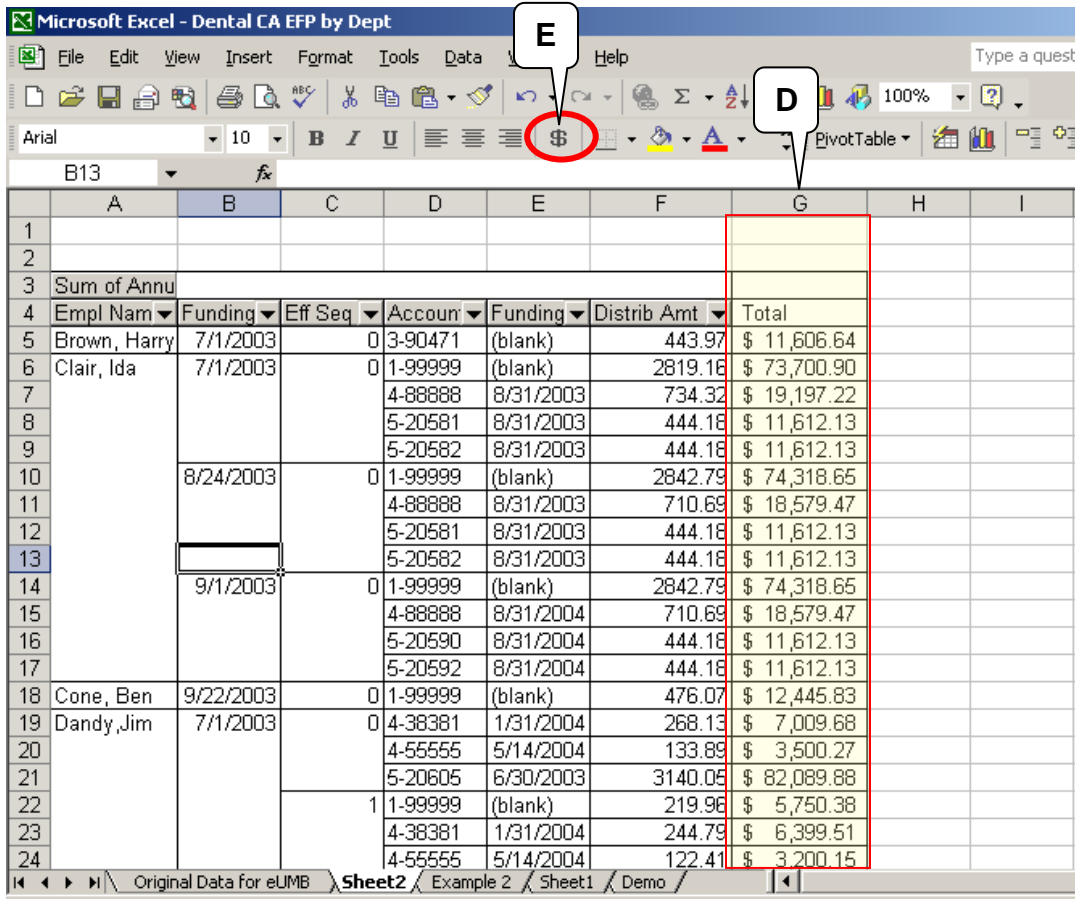 Microsoft Excel - Dental CA EFP by Dept
E
File Edit View Insert Format Tools Data Help Type a quest
D
100%
Arial 10 B I U $ A PivotTable
B13 fx
A B C D E F G H I
1
2
3 Sum of Annu
4 Empl Nam Funding Eff Seq Accoun Funding Distrib Amt Total
5 Brown, Harry 7/1/2003 0 3-90471 (blank) 443.97 $ 11,606.64
6 Clair, Ida 7/1/2003 0 1-99999 (blank) 2819.16 $ 73,700.90
7 4-88888 8/31/2003 734.32 $ 19,197.22
8 5-20581 8/31/2003 444.18 $ 11,612.13
9 5-20582 8/31/2003 444.18 $ 11,612.13
10 8/24/2003 0 1-99999 (blank) 2842.79 $ 74,318.65
11 4-88888 8/31/2003 710.69 $ 18,579.47
12 5-20581 8/31/2003 444.18 $ 11,612.13
13 5-20582 8/31/2003 444.18 $ 11,612.13
14 9/1/2003 0 1-99999 (blank) 2842.79 $ 74,318.65
15 4-88888 8/31/2004 710.69 $ 18,579.47
16 5-20590 8/31/2004 444.18 $ 11,612.13
17 5-20592 8/31/2004 444.18 $ 11,612.13
18 Cone, Ben 9/22/2003 0 1-99999 (blank) 476.07 $ 12,445.83
19 Dandy,Jim 7/1/2003 0 4-38381 1/31/2004 268.13 $ 7,009.68
20 4-55555 5/14/2004 133.89 $ 3,500.27
21 5-20605 6/30/2003 3140.05 $ 82,089.88
22 1 1-99999 (blank) 219.96 $ 5,750.38
23 4-38381 1/31/2004 244.79 $ 6,399.51
24 4-55555 5/14/2004 122.41 $ 3,200.15
Original Data for eUMB Sheet2 Example 2 Sheet1 Demo